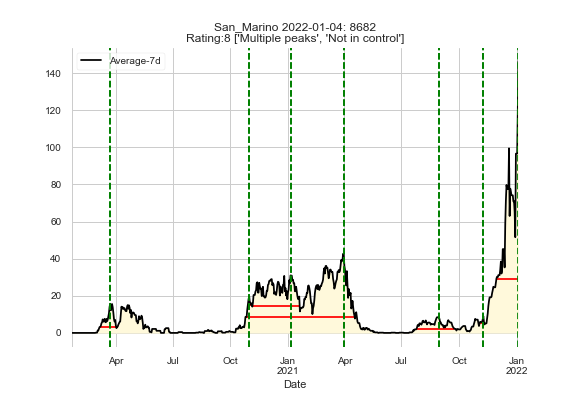 San_Marino 2022-01-04: 8682
Rating:8 ['Multiple peaks', 'Not in control']
Average-7d
140
120
100
80
60
40
20
0
Apr Jul Oct Jan Apr Jul Oct Jan
2021 2022
Date